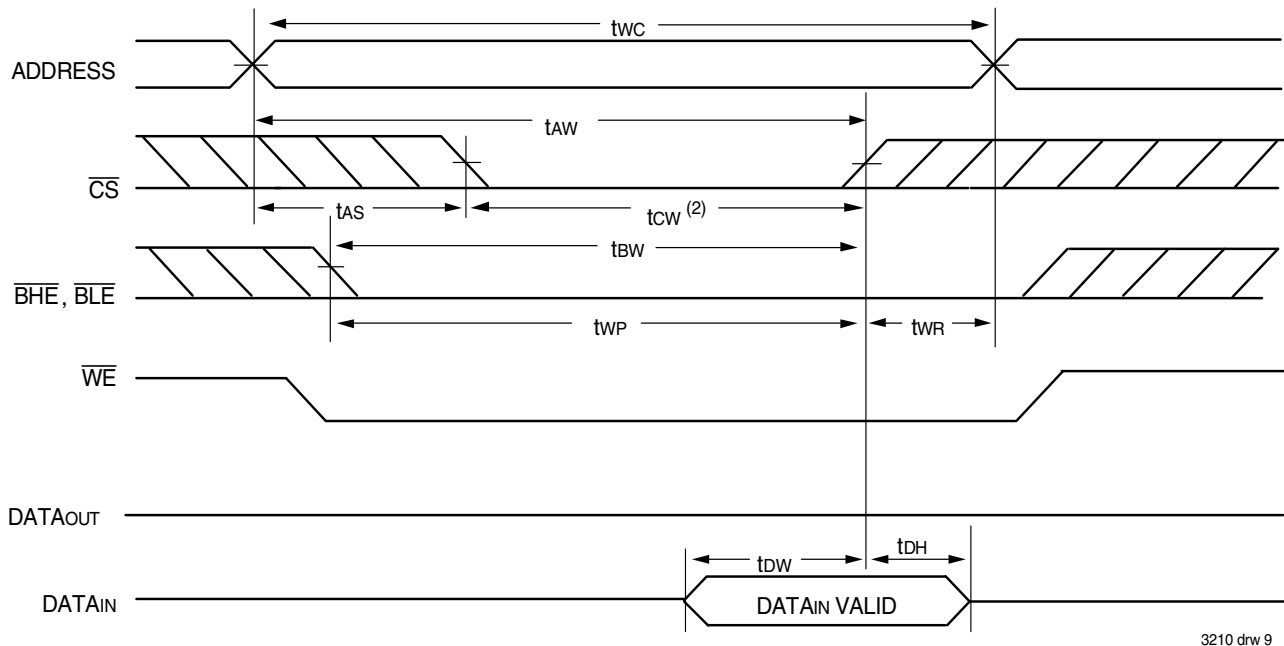 tWC
ADDRESS
tAW
CS
tAS
tCW (2)
tBW
BHE, BLE
tWP
tWR
WE
DATAOUT
tDW
tDH
DATAIN
DATAIN VALID
3210 drw 9